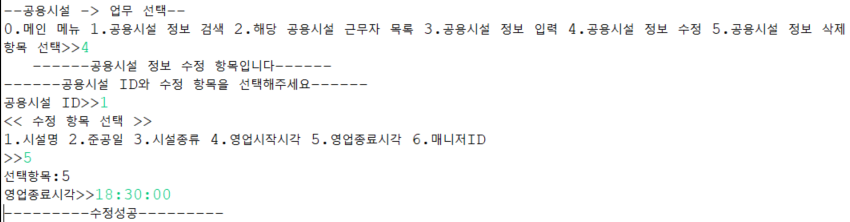 --공용시설 -> 업무 선택--
0.메인 메뉴 1.공용시설 정보 검색 2.해당 공용시설 근무자 목록 3.공용시설 정보 입력 4.공용시설 정보 수정 5.공용시설 정보 삭제
항목 선택>>4
------공용시설 정보 수정 항목입니다------
------공용시설 ID와 수정 항목을 선택해주세요------
공용시설 ID>>1
<< 수정 항목 선택 >>
1.시설명 2.준공일 3.시설종류 4.영업시작시각 5.영업종료시각 6.매니저ID
>>5
선택항목:5
영업종료시각>>18:30:00
---------수정성공---------